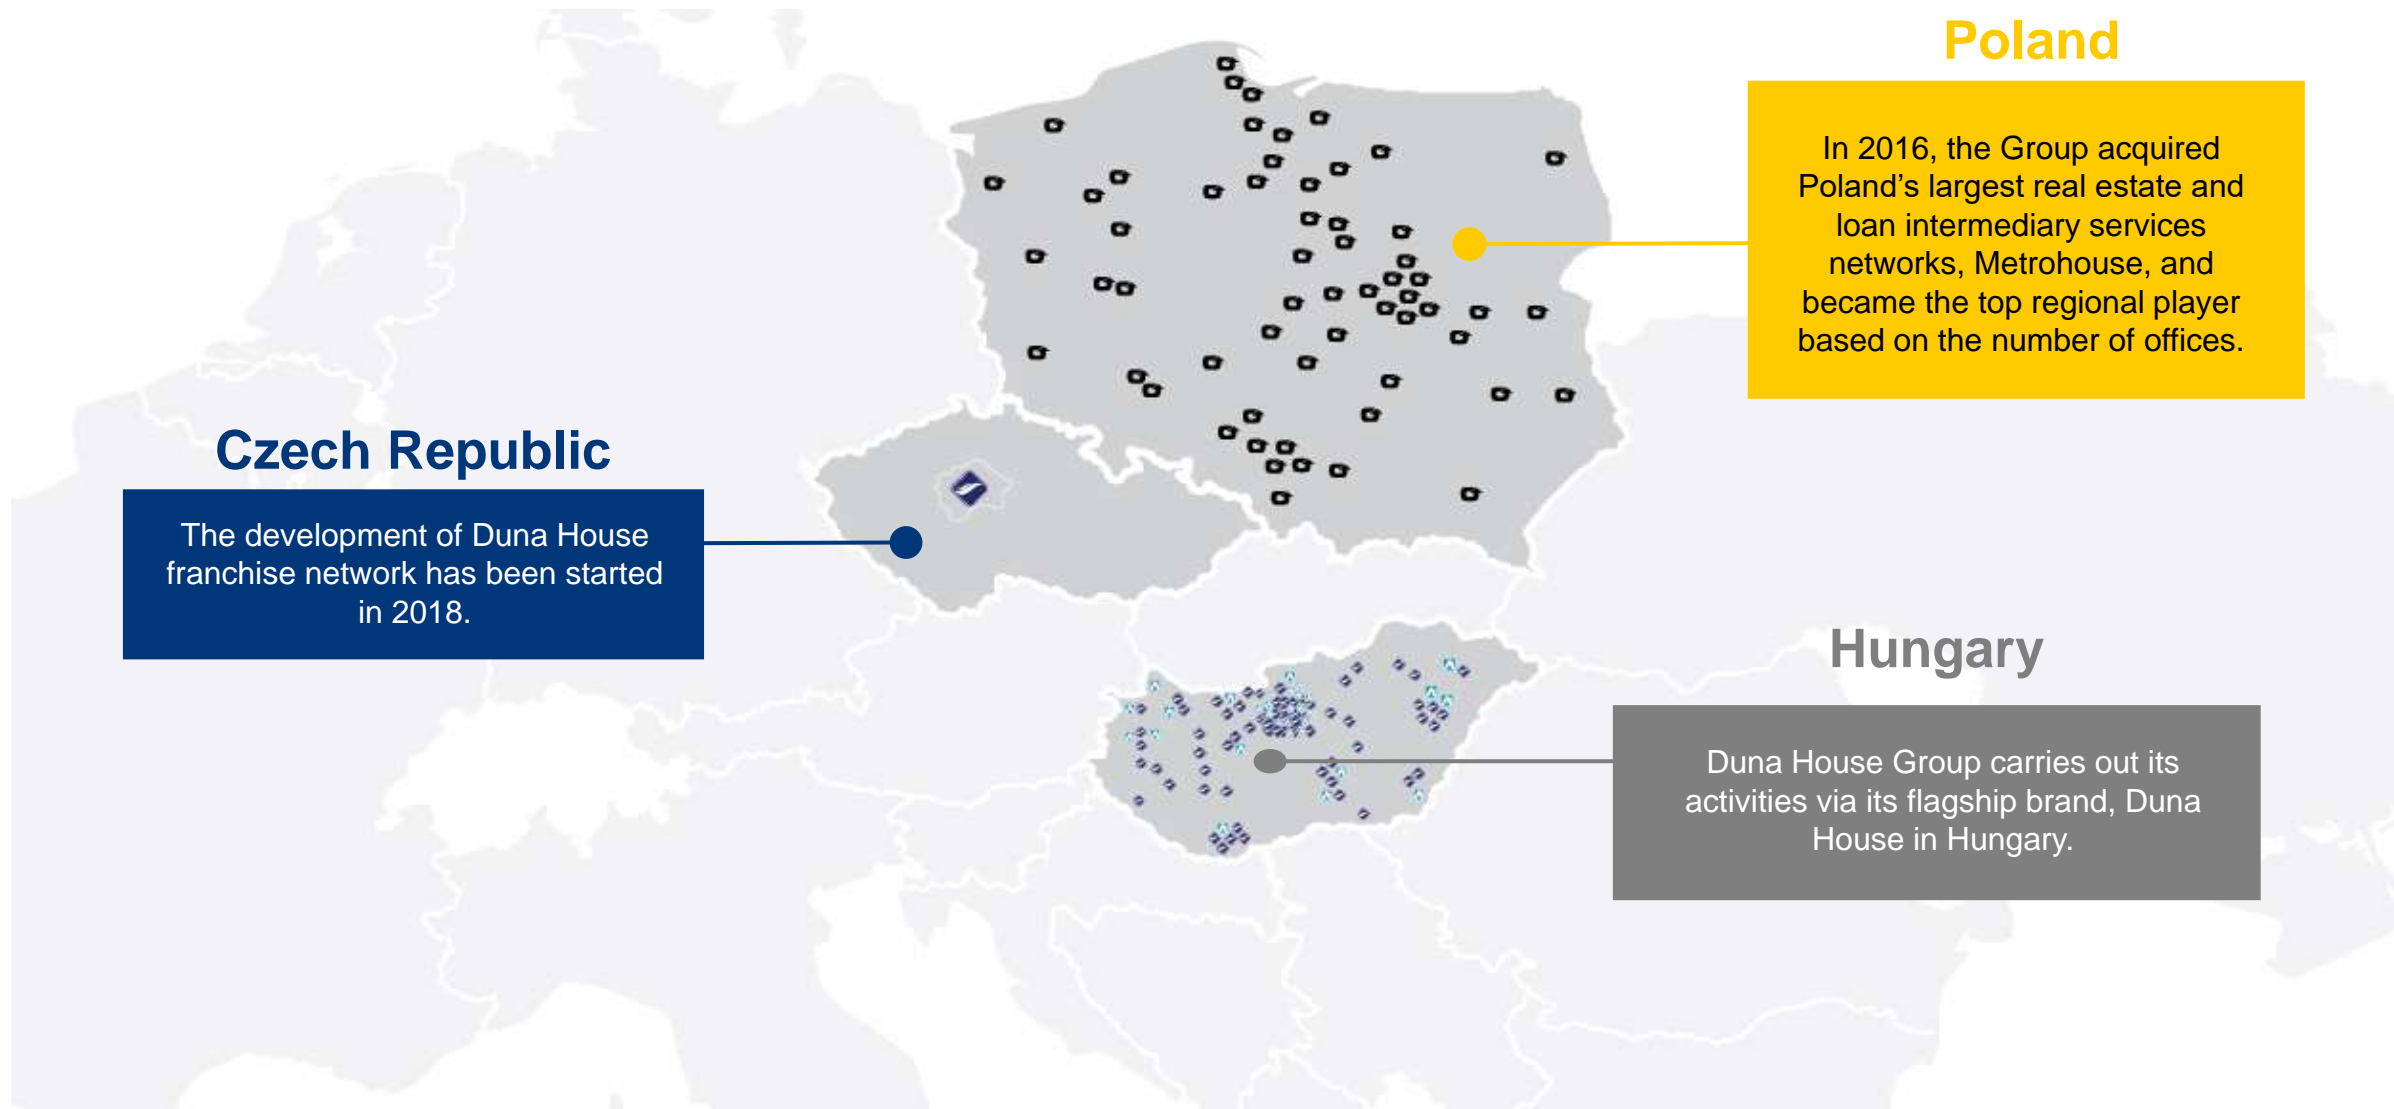 Poland
In 2016, the Group acquired
Poland's largest real estate and
loan intermediary services
networks, Metrohouse, and
became the top regional player
based on the number of offices.
Czech Republic
The development of Duna House
franchise network has been started
in 2018.
Hungary
Duna House Group carries out its
activities via its flagship brand, Duna
House in Hungary.